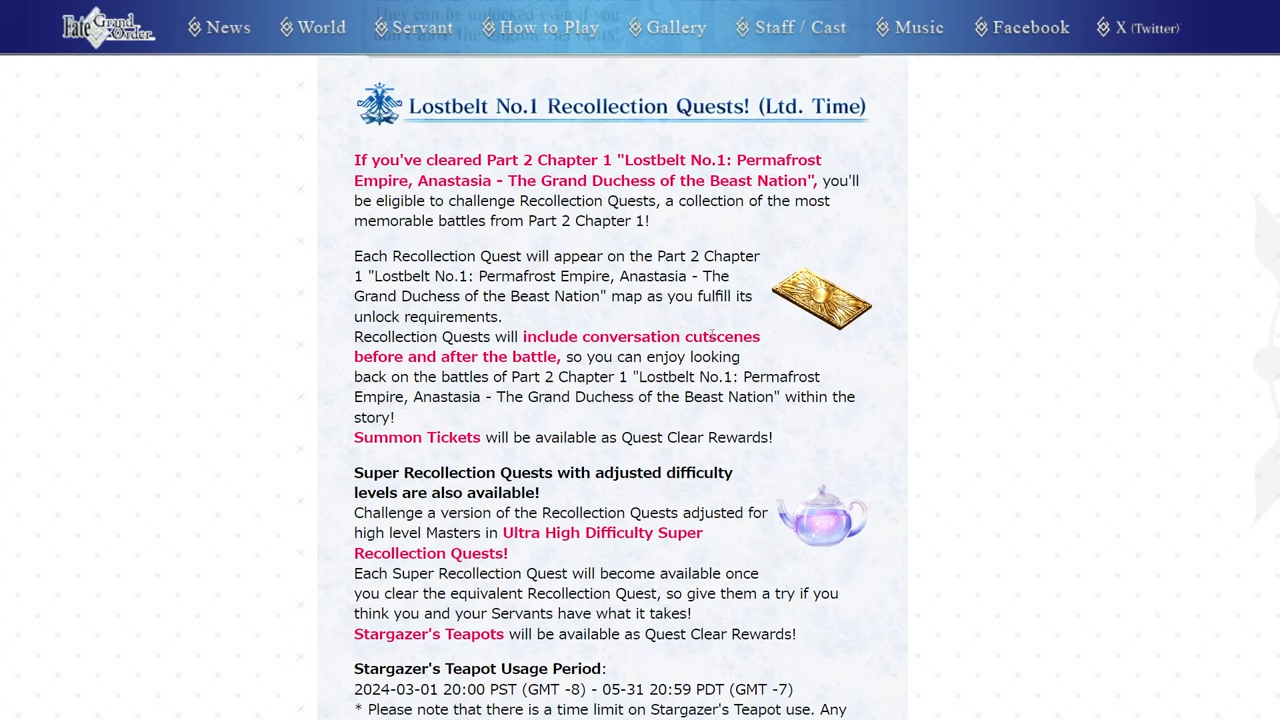 Fate Grand Order
News
World
Servant
How to Play
Gallery
Staff / Cast
Music
Facebook
X (Twitter)
They can be unlocked even if you
Lostbelt No.1 Recollection Quests! (Ltd. Time)
If you've cleared Part 2 Chapter 1 "Lostbelt No.1: Permafrost
Empire, Anastasia - The Grand Duchess of the Beast Nation", you'll
be eligible to challenge Recollection Quests, a collection of the most
memorable battles from Part 2 Chapter 1!
Each Recollection Quest will appear on the Part 2 Chapter
1 "Lostbelt No.1: Permafrost Empire, Anastasia - The
Grand Duchess of the Beast Nation" map as you fulfill its
unlock requirements.
Recollection Quests will include conversation cutscenes
before and after the battle, so you can enjoy looking
back on the battles of Part 2 Chapter 1 "Lostbelt No.1: Permafrost
Empire, Anastasia - The Grand Duchess of the Beast Nation" within the
story!
Summon Tickets will be available as Quest Clear Rewards!
Super Recollection Quests with adjusted difficulty
levels are also available!
Challenge a version of the Recollection Quests adjusted for
high level Masters in Ultra High Difficulty Super
Recollection Quests!
Each Super Recollection Quest will become available once
you clear the equivalent Recollection Quest, so give them a try if you
think you and your Servants have what it takes!
Stargazer's Teapots will be available as Quest Clear Rewards!
Stargazer's Teapot Usage Period:
2024-03-01 20:00 PST (GMT -8) - 05-31 20:59 PDT (GMT -7)
* Please note that there is a time limit on Stargazer's Teapot use. Any